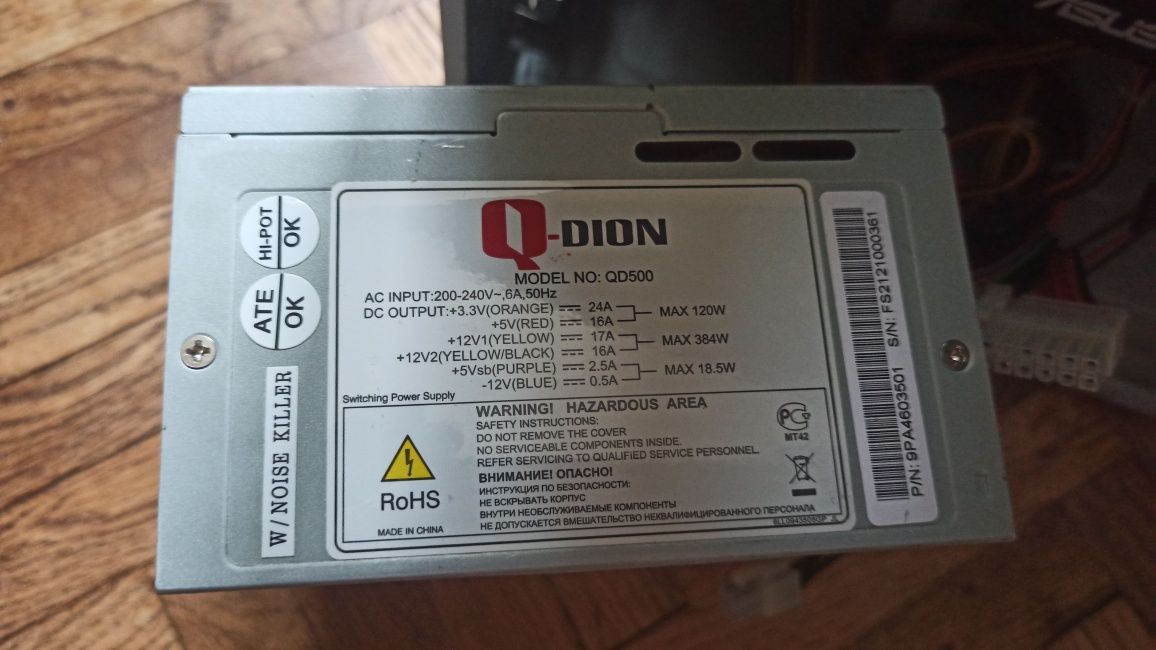 ASUS
Q-DION
MODEL NO: QD500
AC INPUT:200-240V~,6A,50Hz
DC OUTPUT:+3.3V(ORANGE) 24A
+5V(RED) 16A
MAX 120W
+12V1(YELLOW) 17A
+12V2(YELLOW/BLACK) 16A
MAX 384W
+5Vsb(PURPLE) 2.5A
-12V(BLUE) 0.5A
MAX 18.5W
Switching Power Supply
WARNING! HAZARDOUS AREA
SAFETY INSTRUCTIONS:
DO NOT REMOVE THE COVER
NO SERVICEABLE COMPONENTS INSIDE.
REFER SERVICING TO QUALIFIED SERVICE PERSONNEL.
ВНИМАНИЕ! ОПАСНО!
ИНСТРУКЦИЯ ПО БЕЗОПАСНОСТИ:
НЕ ВСКРЫВАТЬ КОРПУС
ВНУТРИ НЕОБСЛУЖИВАЕМЫЕ КОМПОНЕНТЫ
НЕ ДОПУСКАЕТСЯ ВМЕШАТЕЛЬСТВО НЕКВАЛИФИЦИРОВАННОГО ПЕРСОНАЛА
RoHS
MADE IN CHINA
MT42
HI-POT
OK
ATE
OK
W/NOISE KILLER
S/N: FS2121000361
P/N: 9PA4603501